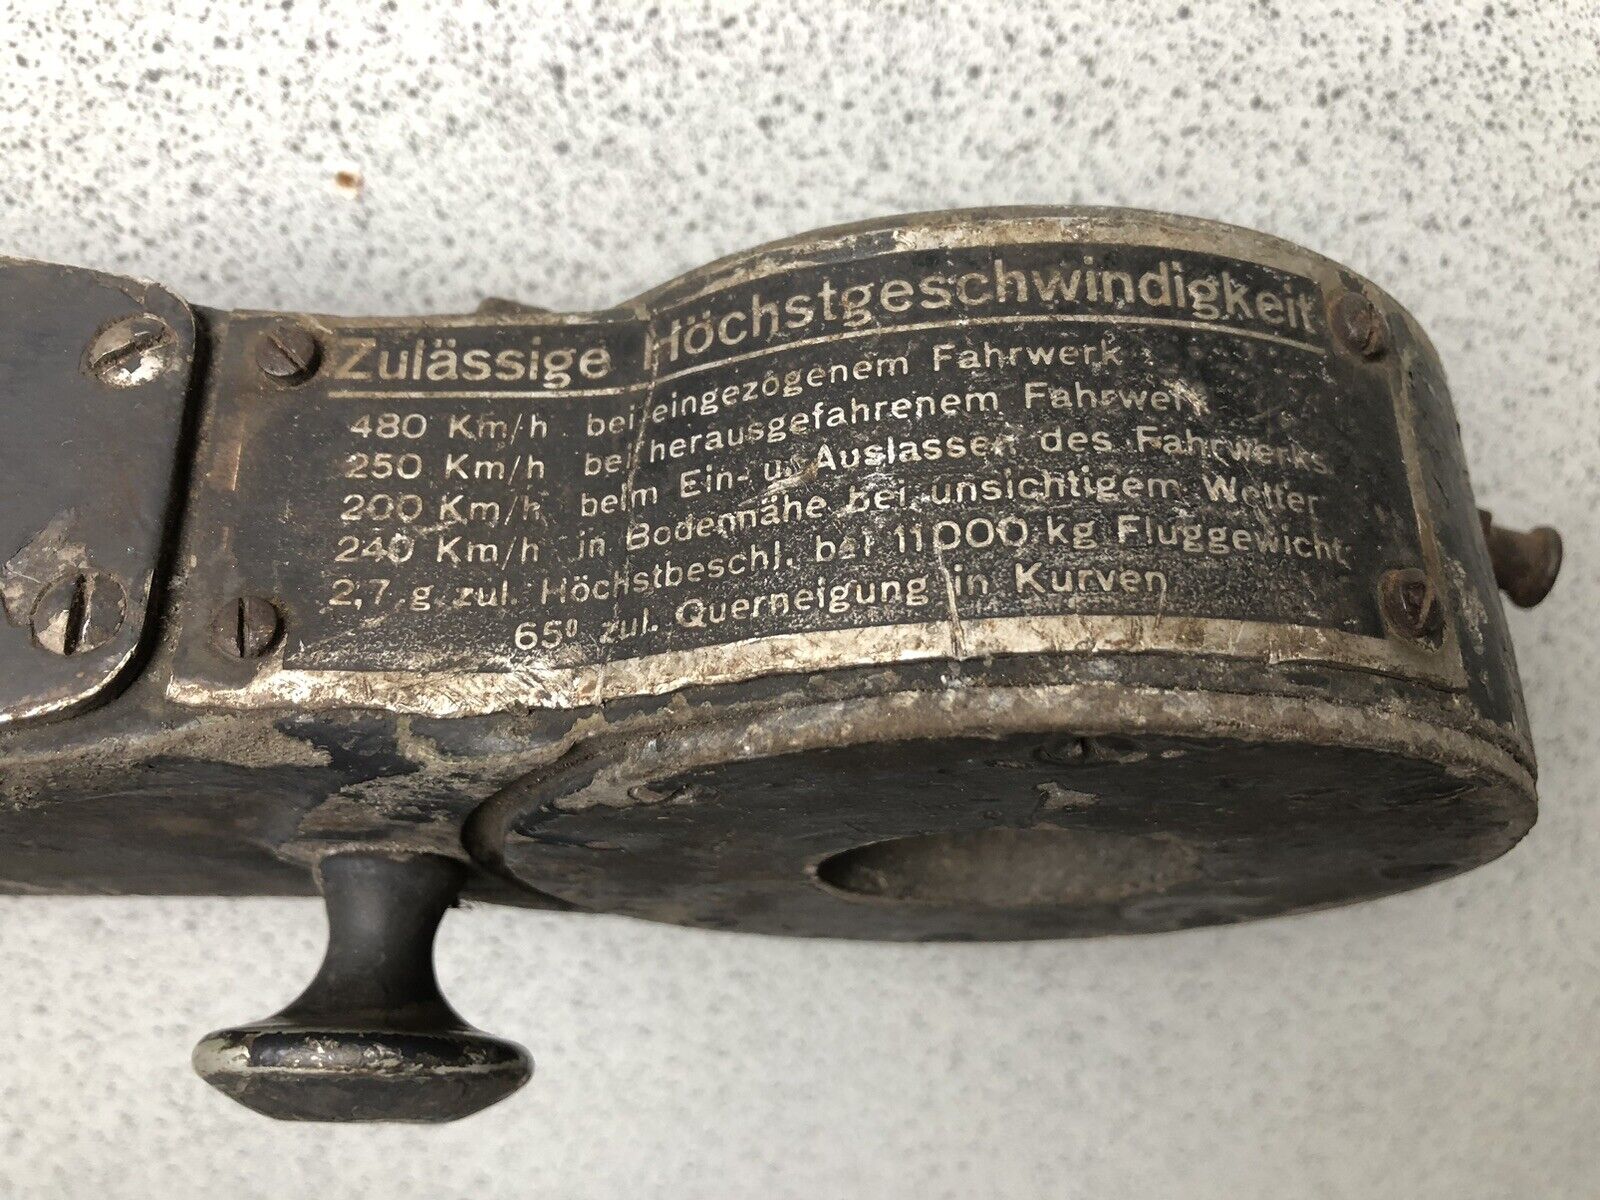 Zulässige Höchstgeschwindigkeit
480 Km/h bei eingezogenem Fahrwerk
250 Km/h bei herausgefahrenem Fahrwerk
200 Km/h beim Ein- u. Auslassen des Fahrwerks
240 Km/h in Bodennähe bei unsichtigem Wetter
2,7 g zul. Höchstbeschl. bei 11000 kg Fluggewicht
65° zul. Querneigung in Kurven